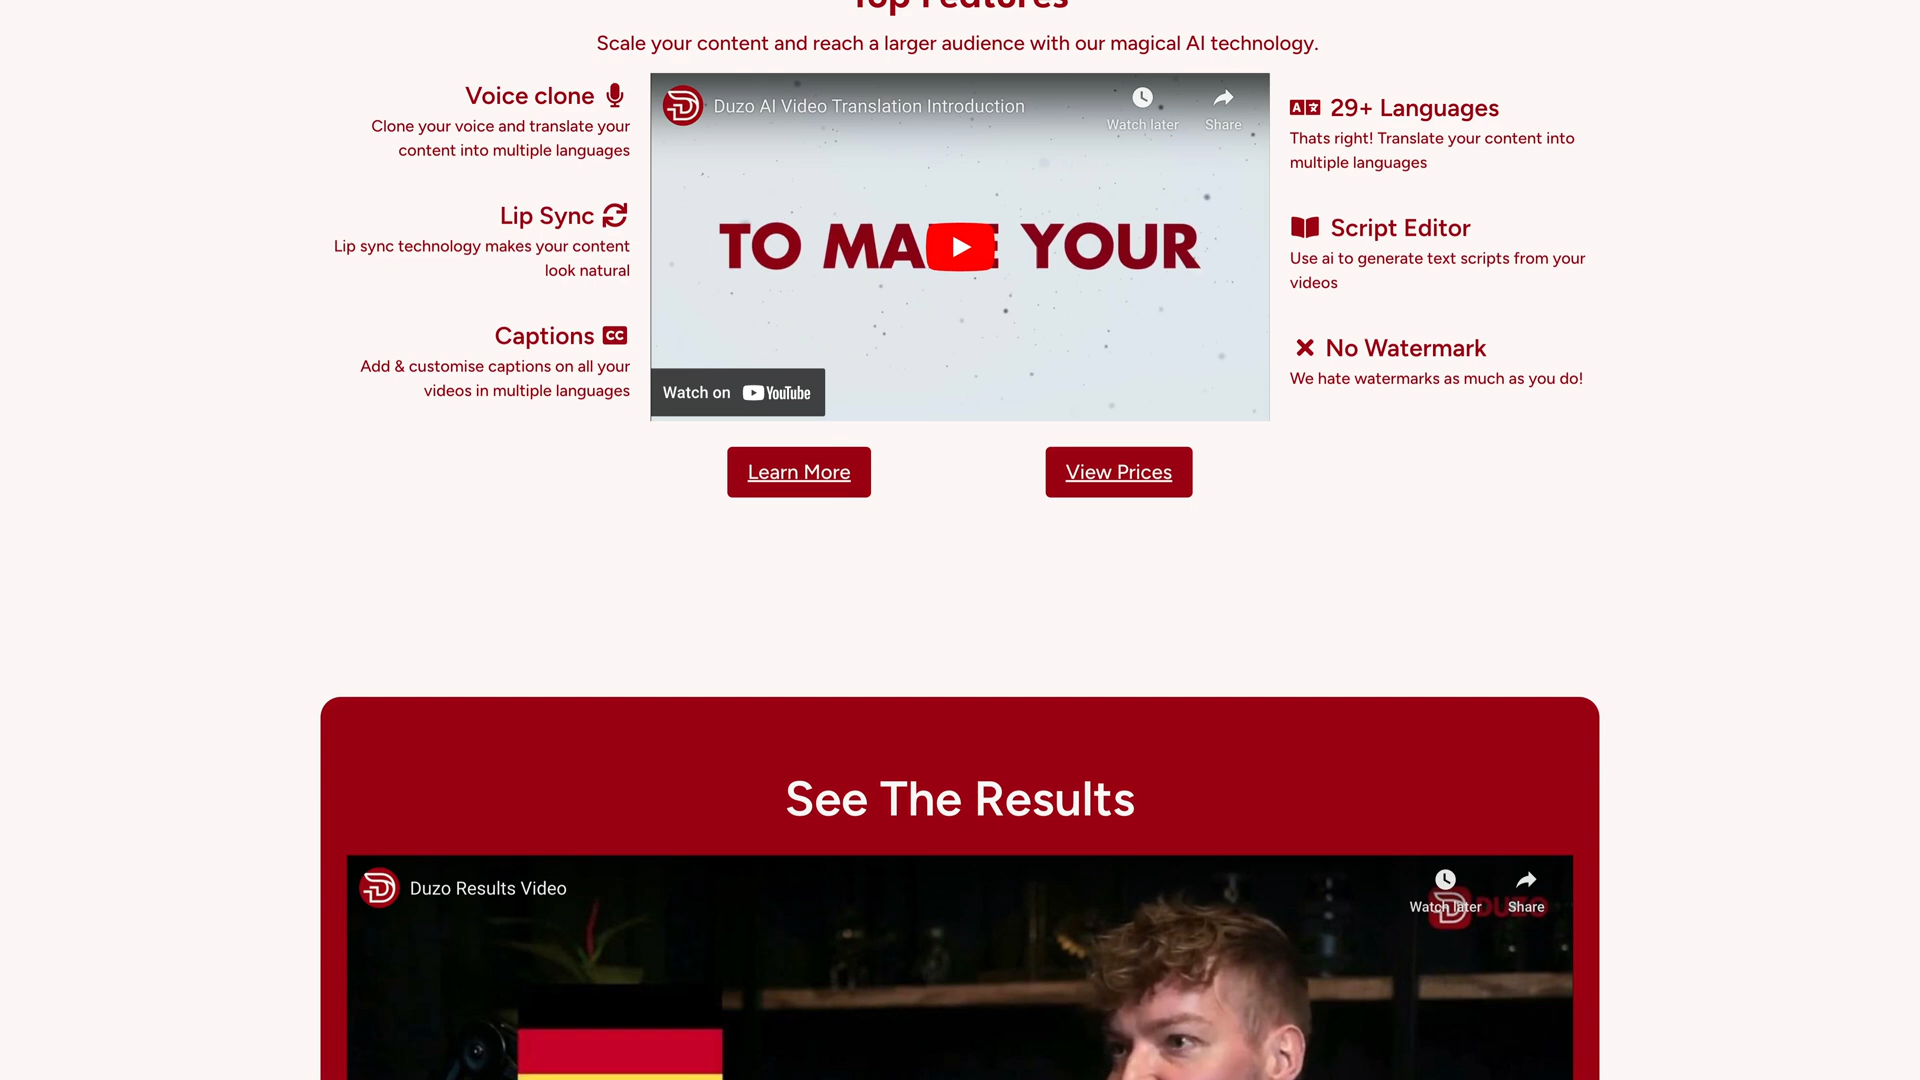 Top Features
Scale your content and reach a larger audience with our magical AI technology.
Voice clone
Clone your voice and translate your
content into multiple languages
Lip Sync
Lip sync technology makes your content
look natural
Captions
CC
Add & customise captions on all your
videos in multiple languages
Duzo AI Video Translation Introduction
Watch later
Share
TO MAKE YOUR
Watch on YouTube
29+ Languages
Thats right! Translate your content into
multiple languages
Script Editor
Use ai to generate text scripts from your
videos
No Watermark
We hate watermarks as much as you do!
Learn More
View Prices
See The Results
Duzo Results Video
Watch later
Share
DUZO